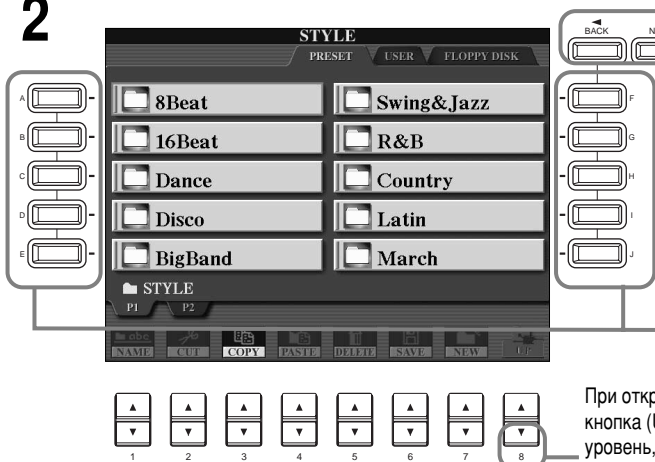 2
STYLE
BACK
PRESET USER FLOPPY DISK
A 8Beat Swing&Jazz F
B 16Beat R&B G
C Dance Country H
D Disco Latin I
E BigBand March J
STYLE
P1 P2
abc
NAME CUT COPY PASTE DELETE SAVE NEW UP
При
кнопка
1 2 3 4 5 6 7 8
уровень,